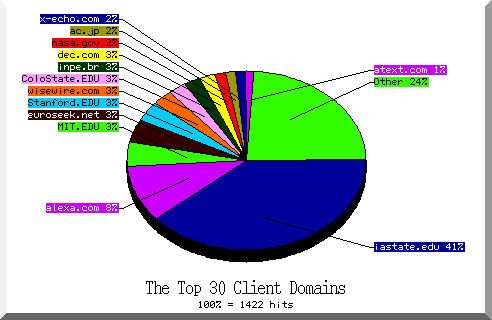 x-echo.com 2%
ac.jp 2%
nasa.gov 2%
dec.com 3%
inpe.br 3%
ColoState.EDU 3%
wisewire.com 3%
Stanford.EDU 3%
euroseek.net 3%
MIT.EDU 3%
alexa.com 8%
atext.com 1%
Other 24%
iastate.edu 41%
The Top 30 Client Domains
100% = 1422 hits